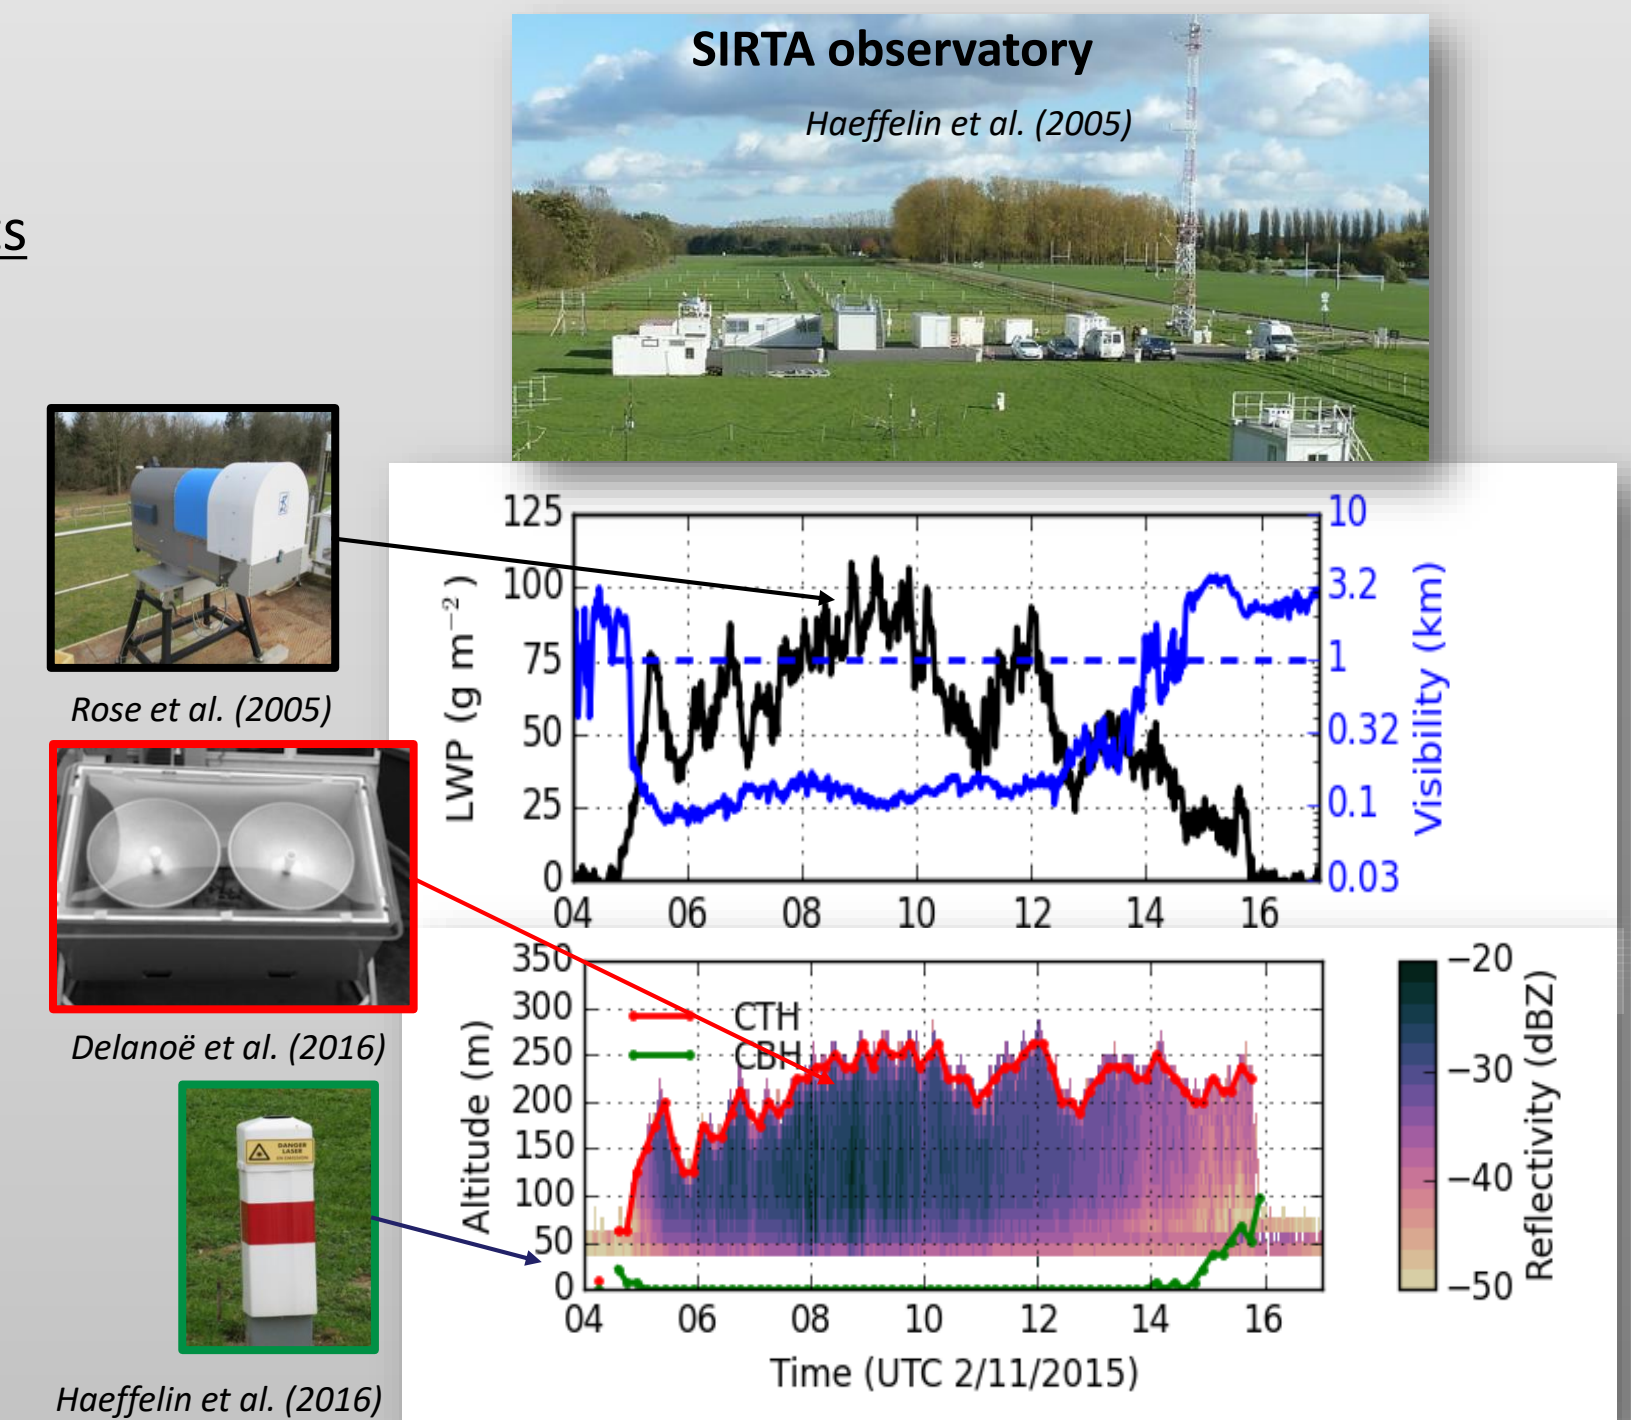 SIRTA observatory
Haeffelin et al. (2005)
Rose et al. (2005)
Delanoë et al. (2016)
DANGER
LASER
Haeffelin et al. (2016)
125
100
75
50
25
0
LWP (g m⁻²)
10
3.2
1
0.32
0.1
0.03
Visibility (km)
04 06 08 10 12 14 16
350
300
250
200
150
100
50
0
Altitude (m)
CTH
CBH
04 06 08 10 12 14 16
Time (UTC 2/11/2015)
−20
−30
−40
−50
Reflectivity (dBZ)